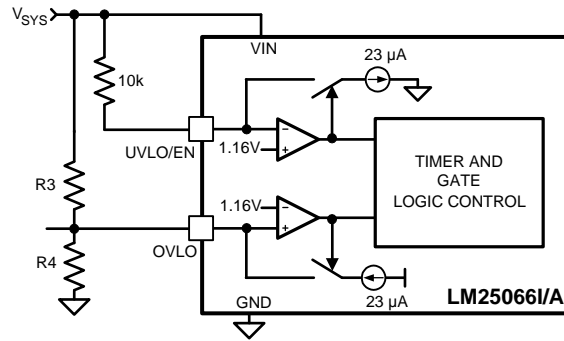 VSYS
VIN
23 µA
10k
UVLO/EN
1.16V
TIMER AND
GATE
LOGIC CONTROL
R3
1.16V
OVLO
R4
23 µA
GND
LM25066I/A